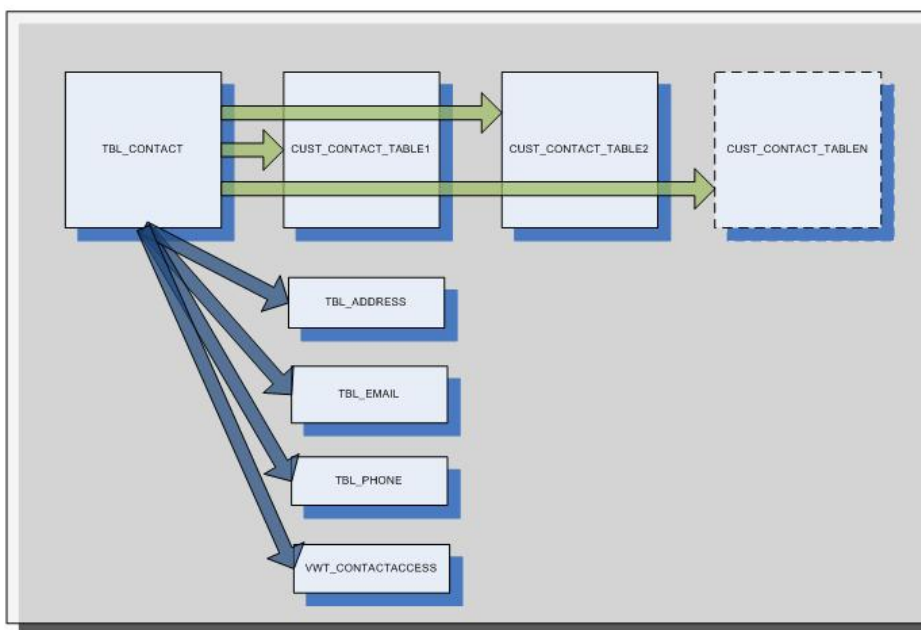 TBL_CONTACT
CUST_CONTACT_TABLE1
CUST_CONTACT_TABLE2
CUST_CONTACT_TABLEN
TBL_ADDRESS
TBL_EMAIL
TBL_PHONE
VWT_CONTACTACCESS